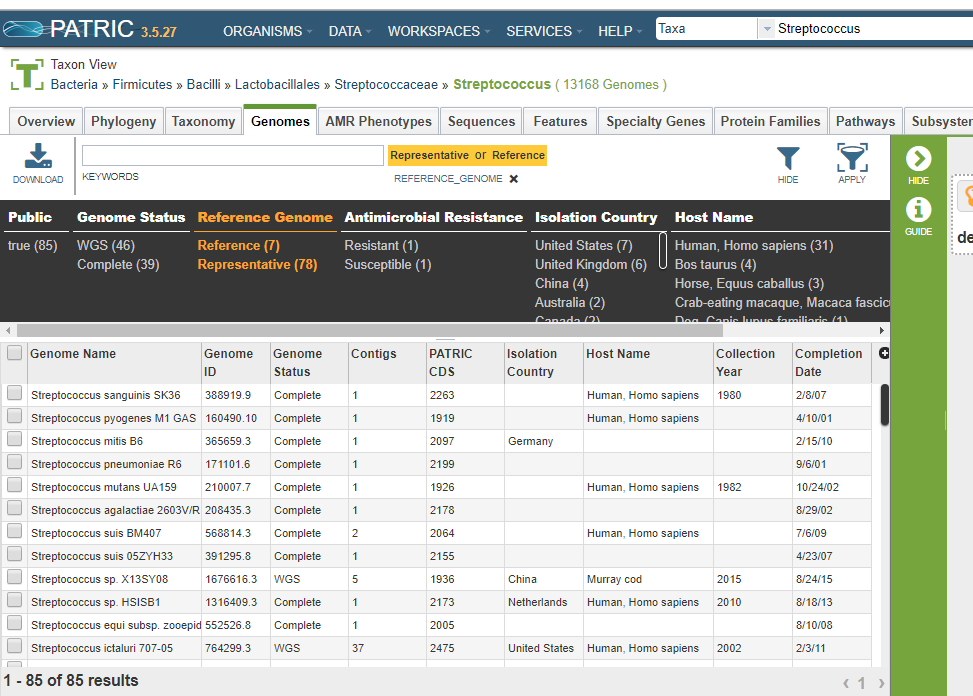 PATRIC 3.5.27 ORGANISMS DATA WORKSPACES SERVICES HELP Taxa Streptococcus
Taxon View
Bacteria » Firmicutes » Bacilli » Lactobacillales » Streptococcaceae » Streptococcus ( 13168 Genomes )
Overview Phylogeny Taxonomy Genomes AMR Phenotypes Sequences Features Specialty Genes Protein Families Pathways Subsystem
DOWNLOAD KEYWORDS Representative or Reference REFERENCE_GENOME ✖ HIDE APPLY HIDE
GUIDE
de
Public Genome Status Reference Genome Antimicrobial Resistance Isolation Country Host Name
true (85) WGS (46) Reference (7) Resistant (1) United States (7) Human, Homo sapiens (31)
Complete (39) Representative (78) Susceptible (1) United Kingdom (6) Bos taurus (4)
China (4) Horse, Equus caballus (3)
Australia (2) Crab-eating macaque, Macaca fascic
Canada (2) Dog, Canis lupus familiaris (1)
Genome Name Genome ID Genome Status Contigs PATRIC CDS Isolation Country Host Name Collection Year Completion Date
Streptococcus sanguinis SK36 388919.9 Complete 1 2263 Human, Homo sapiens 1980 2/8/07
Streptococcus pyogenes M1 GAS 160490.10 Complete 1 1919 Human, Homo sapiens 4/10/01
Streptococcus mitis B6 365659.3 Complete 1 2097 Germany 2/15/10
Streptococcus pneumoniae R6 171101.6 Complete 1 2199 9/6/01
Streptococcus mutans UA159 210007.7 Complete 1 1926 Human, Homo sapiens 1982 10/24/02
Streptococcus agalactiae 2603V/R 208435.3 Complete 1 2178 8/29/02
Streptococcus suis BM407 568814.3 Complete 2 2064 Human, Homo sapiens 7/6/09
Streptococcus suis 05ZYH33 391295.8 Complete 1 2155 4/23/07
Streptococcus sp. X13SY08 1676616.3 WGS 5 1936 China Murray cod 2015 8/24/15
Streptococcus sp. HSISB1 1316409.3 Complete 1 2173 Netherlands Human, Homo sapiens 2010 8/18/13
Streptococcus equi subsp. zooepid 552526.8 Complete 1 2005 8/10/08
Streptococcus ictaluri 707-05 764299.3 WGS 37 2475 United States Human, Homo sapiens 2002 2/3/11
1 - 85 of 85 results ‹ 1 ›